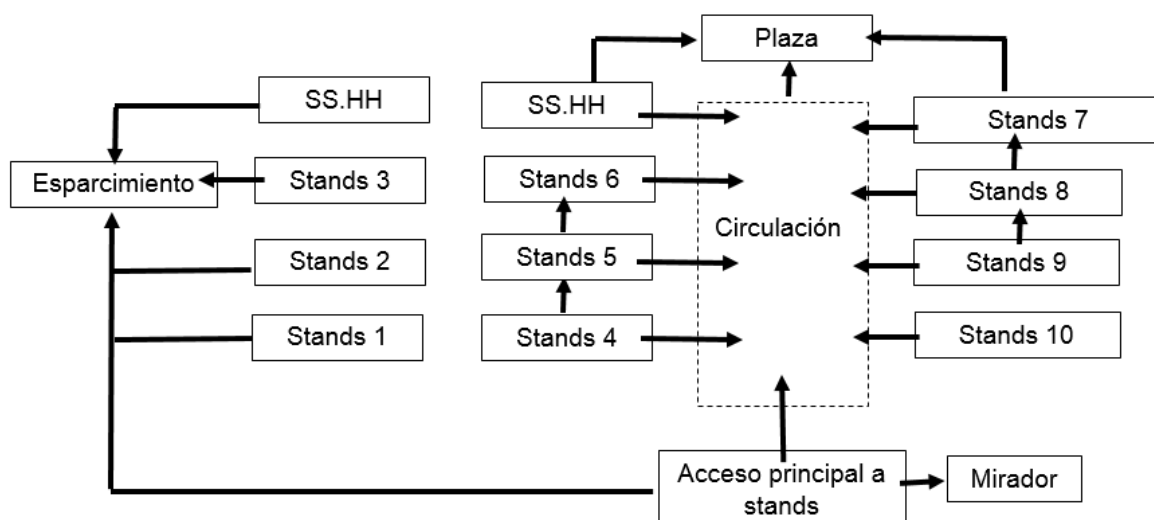 Plaza
SS.HH
SS.HH
Stands 7
Esparcimiento
Stands 3
Stands 6
Stands 8
Circulación
Stands 2
Stands 5
Stands 9
Stands 1
Stands 4
Stands 10
Acceso principal a
stands
Mirador